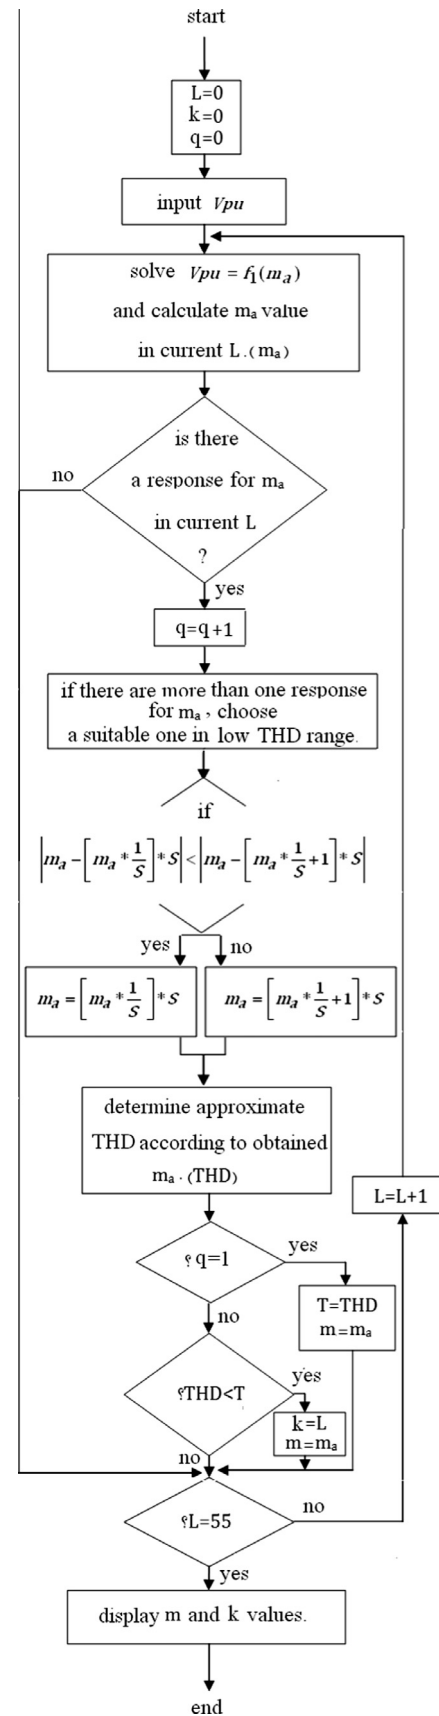 start
L=0
k=0
q=0
input Vpu
solve Vpu = f₁(mₐ)
and calculate mₐ value
in current L.(mₐ)
is there
a response for mₐ
in current L
?
no
yes
q=q+1
if there are more than one response
for mₐ, choose
a suitable one in low THD range.
if
|mₐ-[mₐ*1/S]*S|<|mₐ-[mₐ*1/S+1]*S|
yes
no
mₐ=[mₐ*1/S]*S
mₐ=[mₐ*1/S+1]*S
determine approximate
THD according to obtained
mₐ.(THD)
L=L+1
؟q=1
yes
T=THD
m=mₐ
no
؟THD<T
yes
k=L
m=mₐ
no
؟L=55
no
yes
display m and k values.
end